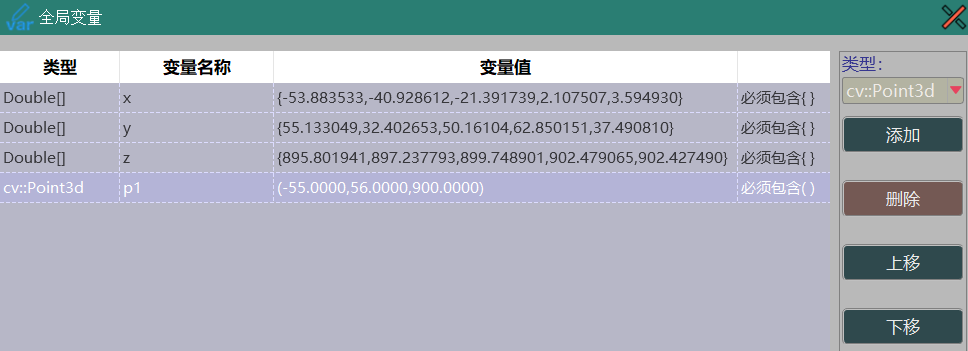 var 全局变量
类型 变量名称 变量值
Double[] x {-53.883533,-40.928612,-21.391739,2.107507,3.594930} 必须包含{ }
Double[] y {55.133049,32.402653,50.16104,62.850151,37.490810} 必须包含{ }
Double[] z {895.801941,897.237793,899.748901,902.479065,902.427490} 必须包含{ }
cv::Point3d p1 (-55.0000,56.0000,900.0000) 必须包含( )
类型：
cv::Point3d
添加
删除
上移
下移